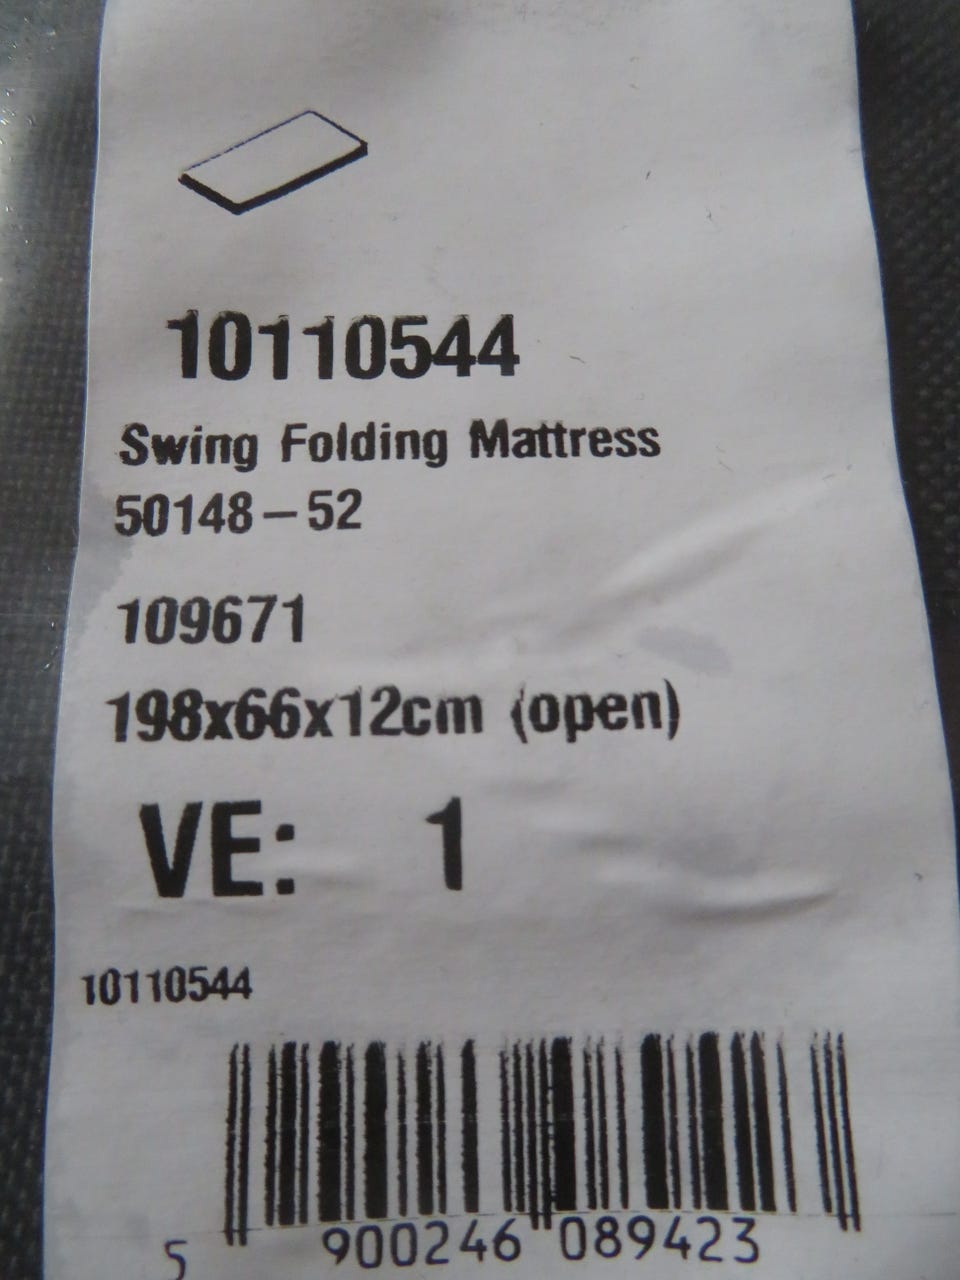 10110544
Swing Folding Mattress
50148-52
109671
198x66x12cm (open)
VE: 1
10110544
5 900246 089423